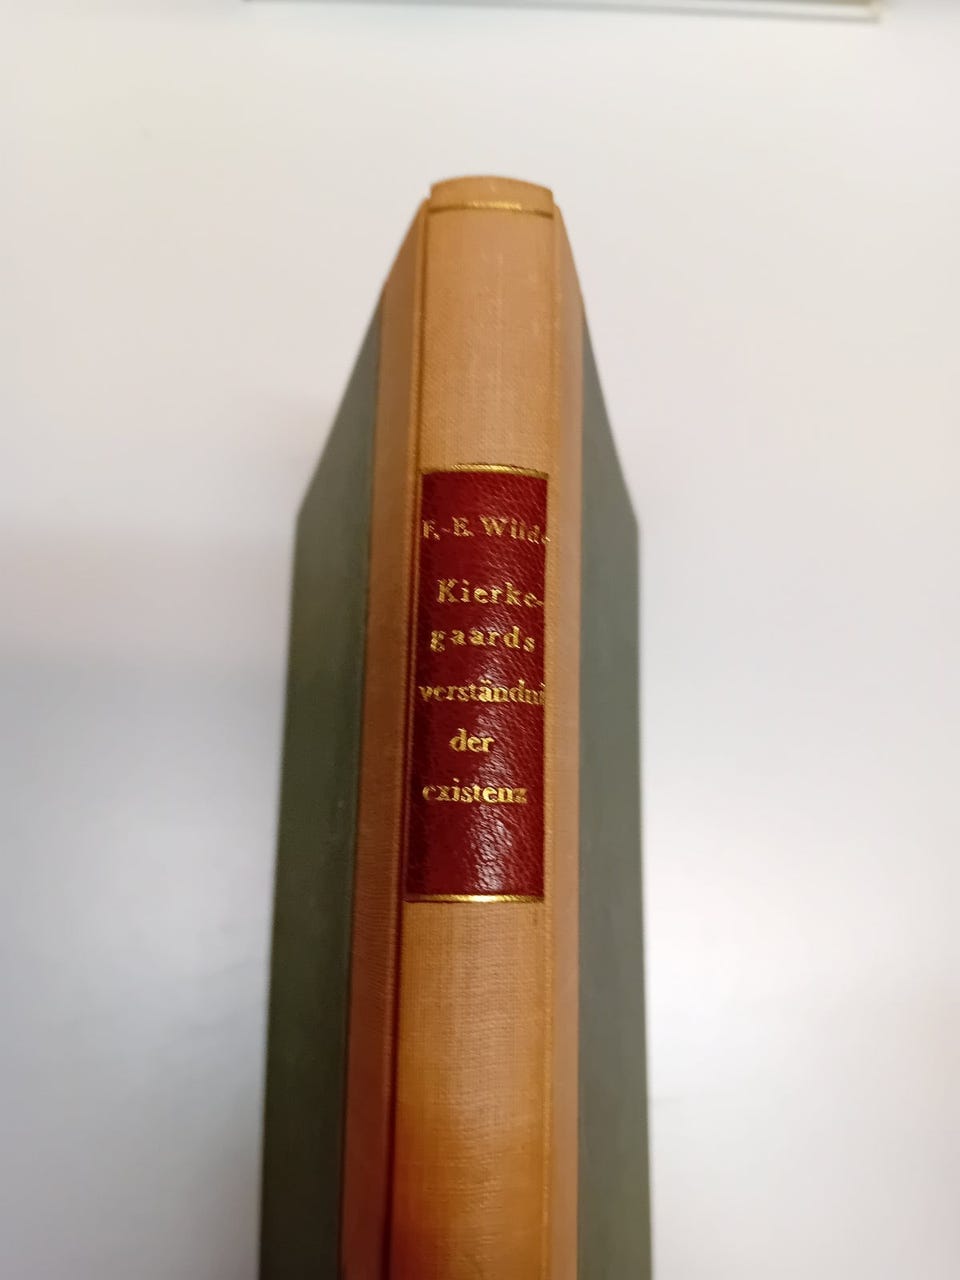 F.-E. Wilde
Kierke-
gaards
verständni
der
existenz